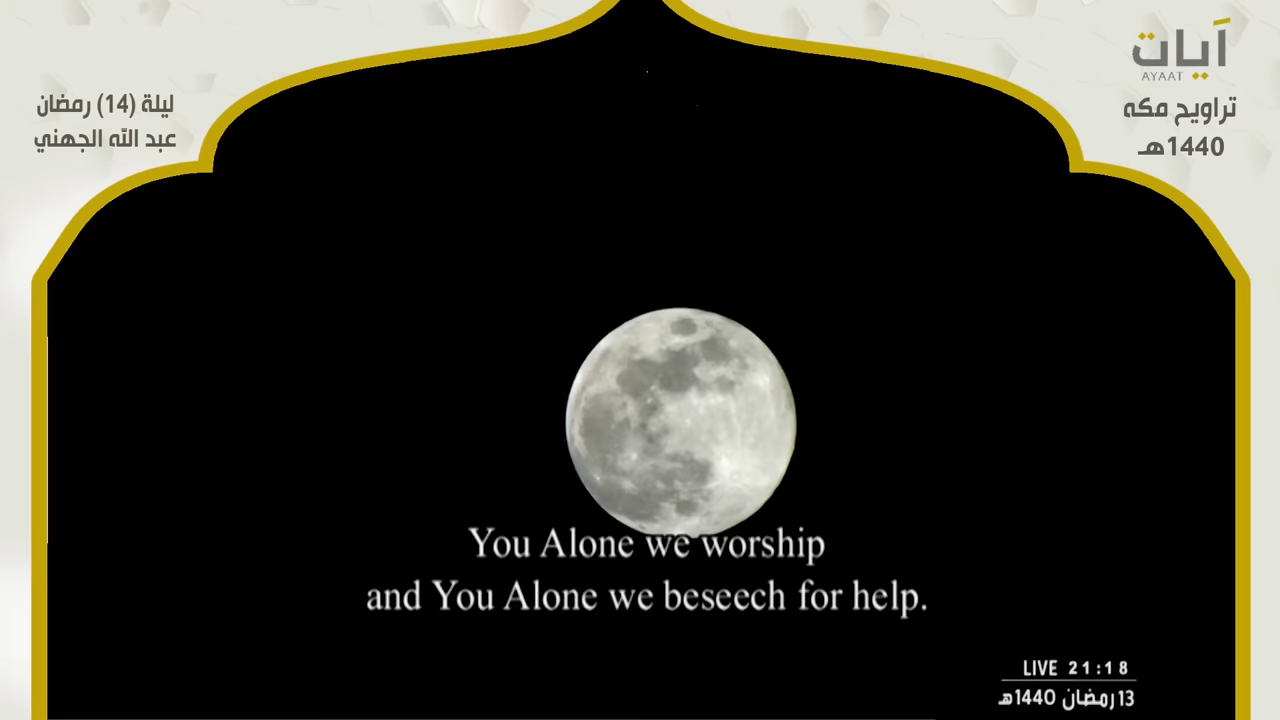 آيات
AYAAT
تراويح مكه
1440هـ
ليلة (14) رمضان
عبد الله الجهني
You Alone we worship
and You Alone we beseech for help.
LIVE 21:18
13 رمضان 1440هـ